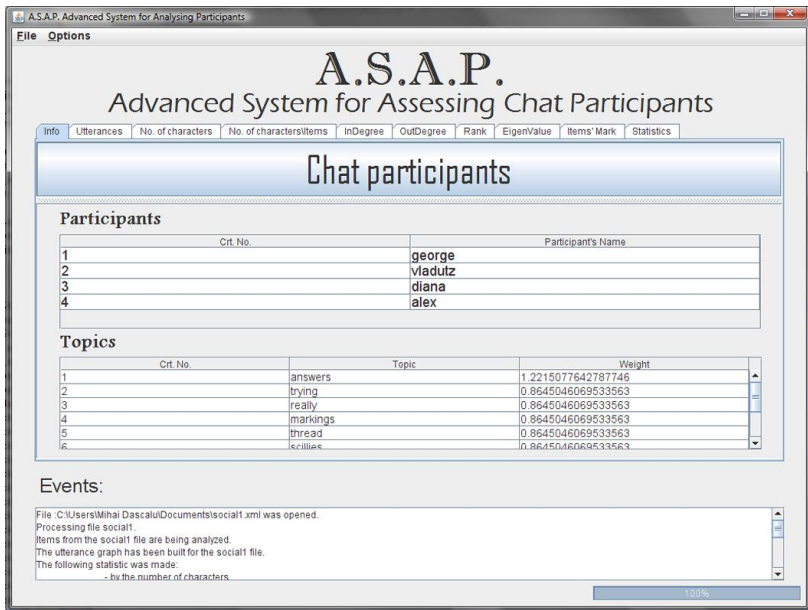 A.S.A.P. Advanced System for Analysing Participants
File Options
A.S.A.P.
Advanced System for Assessing Chat Participants
Info Utterances No. of characters No. of characters\Items InDegree OutDegree Rank EigenValue Items' Mark Statistics
Chat participants
Participants
Crt. No. Participant's Name
1 george
2 vladutz
3 diana
4 alex
Topics
Crt. No. Topic Weight
1 answers 1.2215077642787746
2 trying 0.8645046069533563
3 really 0.8645046069533563
4 markings 0.8645046069533563
5 thread 0.8645046069533563
6 scillies 0.8645046069533563
Events:
File :C:\Users\Mihai Dascalu\Documents\social1.xml was opened.
Processing file social1.
Items from the social1 file are being analyzed.
The utterance graph has been built for the social1 file.
The following statistic was made:
- by the number of characters
100%